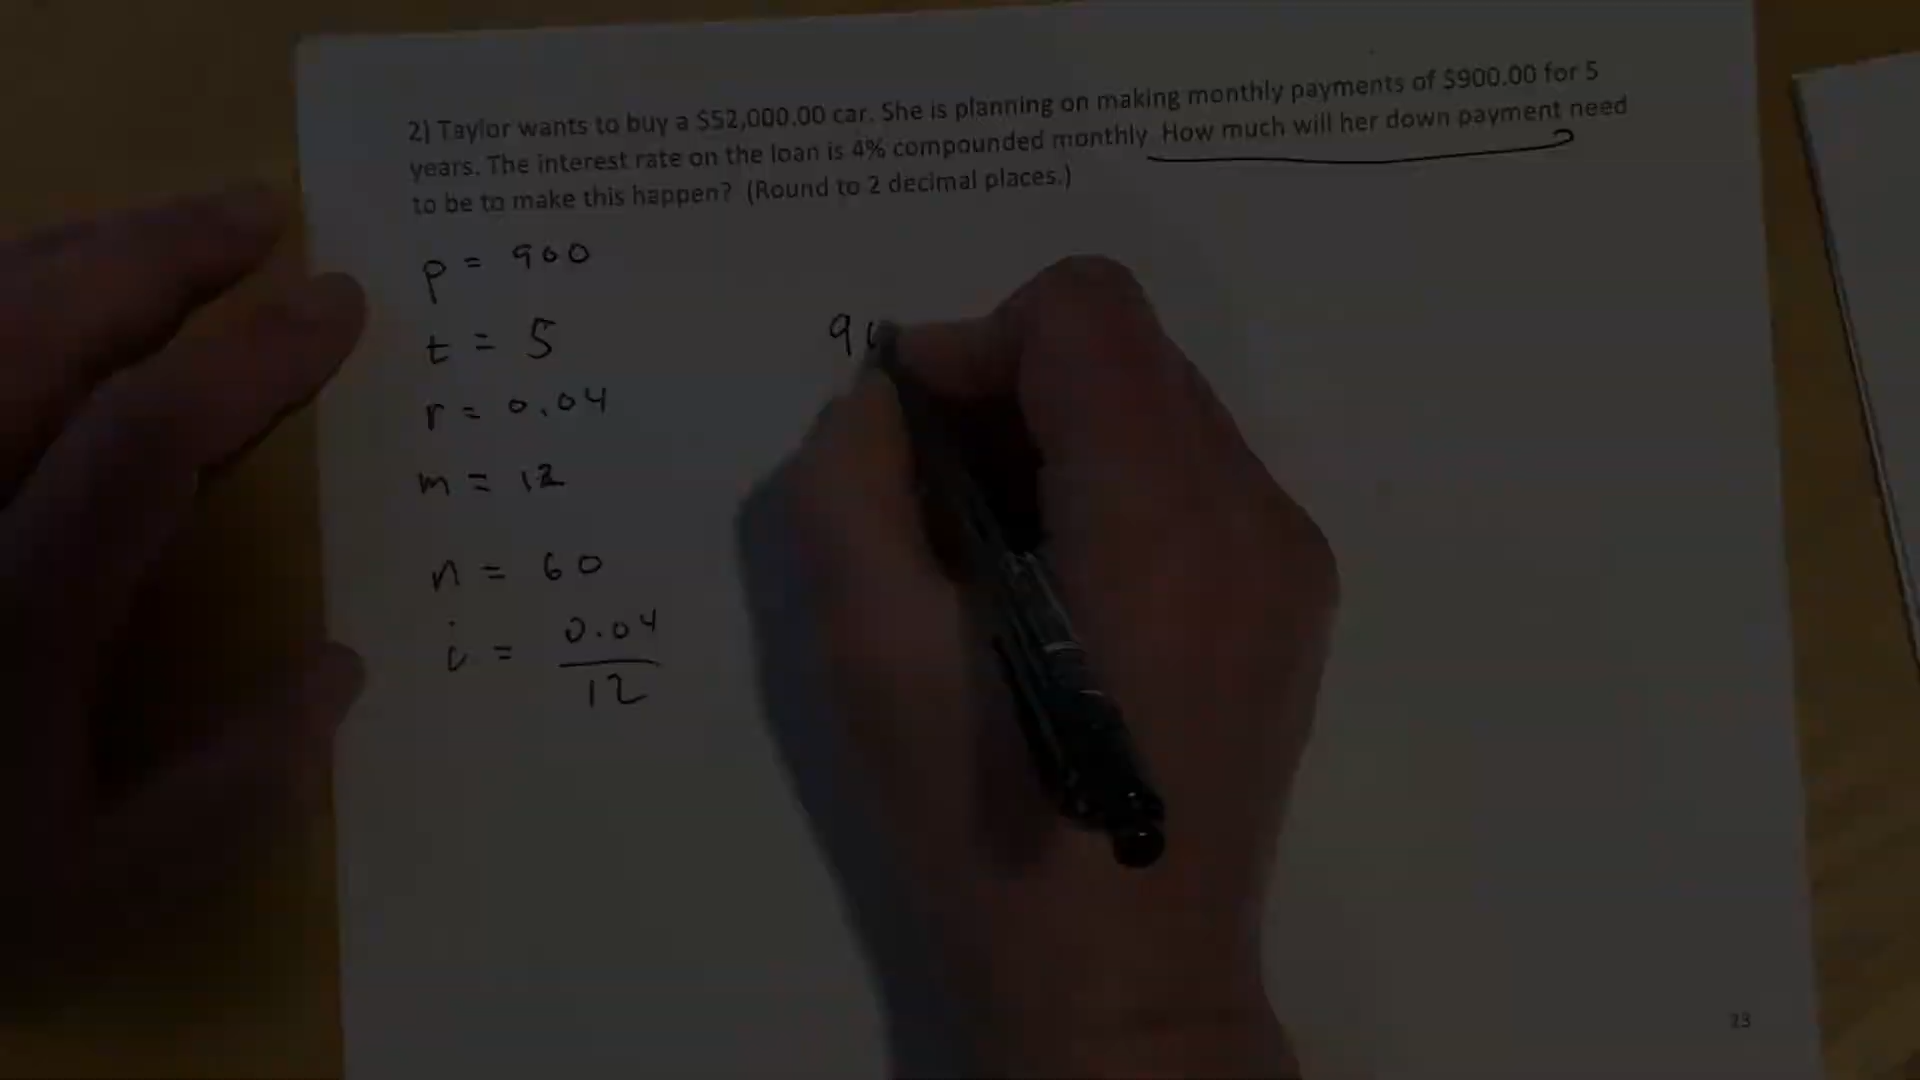 2) Taylor wants to buy a $52,000.00 car. She is planning on making monthly payments of $900.00 for 5
years. The interest rate on the loan is 4% compounded monthly. How much will her down payment need
to be to make this happen? (Round to 2 decimal places.)
p = 900
t = 5
90
r = 0.04
m = 12
n = 60
i = 0.04
12
23